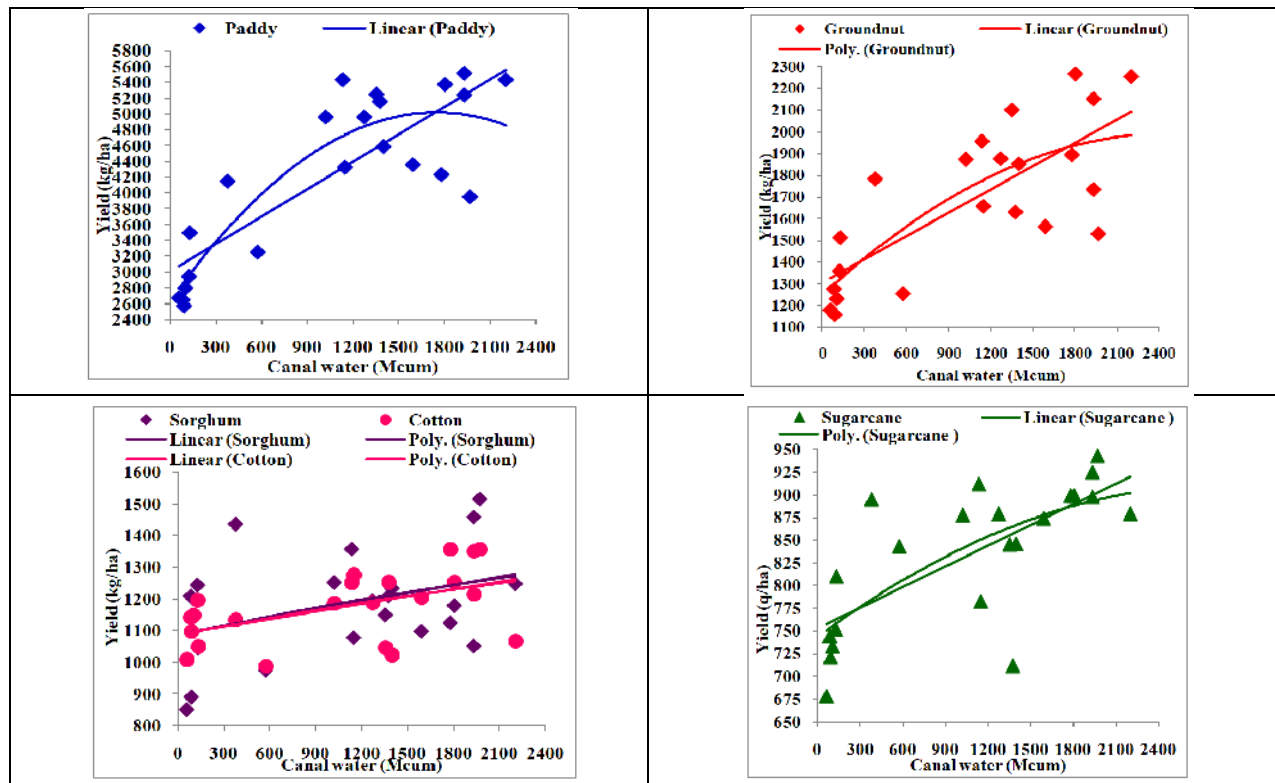 Paddy Linear (Paddy)
5800
5600
5400
5200
5000
4800
4600
4400
4200
4000
3800
3600
3400
3200
3000
2800
2600
2400
Yield (kg/ha)
0 300 600 900 1200 1500 1800 2100 2400
Canal water (Mcum)
Groundnut Linear (Groundnut)
Poly. (Groundnut)
2300
2200
2100
2000
1900
1800
1700
1600
1500
1400
1300
1200
1100
Yield (kg/ha)
0 300 600 900 1200 1500 1800 2100 2400
Canal water (Mcum)
Sorghum Cotton
Linear (Sorghum) Poly. (Sorghum)
Linear (Cotton) Poly. (Cotton)
1600
1500
1400
1300
1200
1100
1000
900
800
Yield (kg/ha)
0 300 600 900 1200 1500 1800 2100 2400
Canal water (Mcum)
Sugarcane Linear (Sugarcane )
Poly. (Sugarcane )
950
925
900
875
850
825
800
775
750
725
700
675
650
Yield (q/ha)
0 300 600 900 1200 1500 1800 2100 2400
Canal water (Mcum)